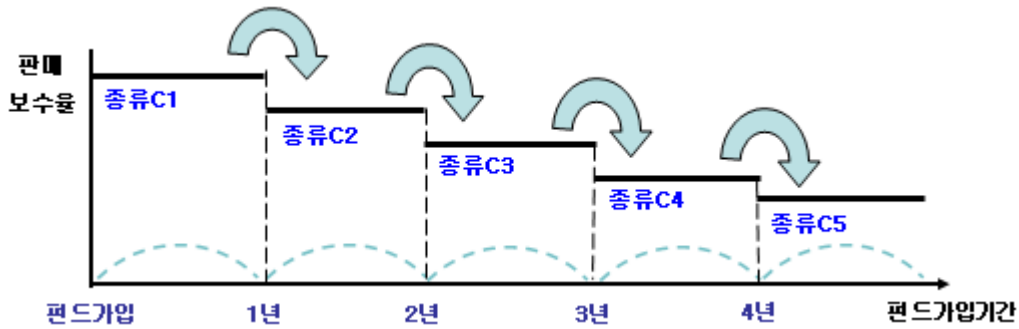 판매
보수율
종류C1
종류C2
종류C3
종류C4
종류C5
펀드가입
1년
2년
3년
4년
펀드가입기간